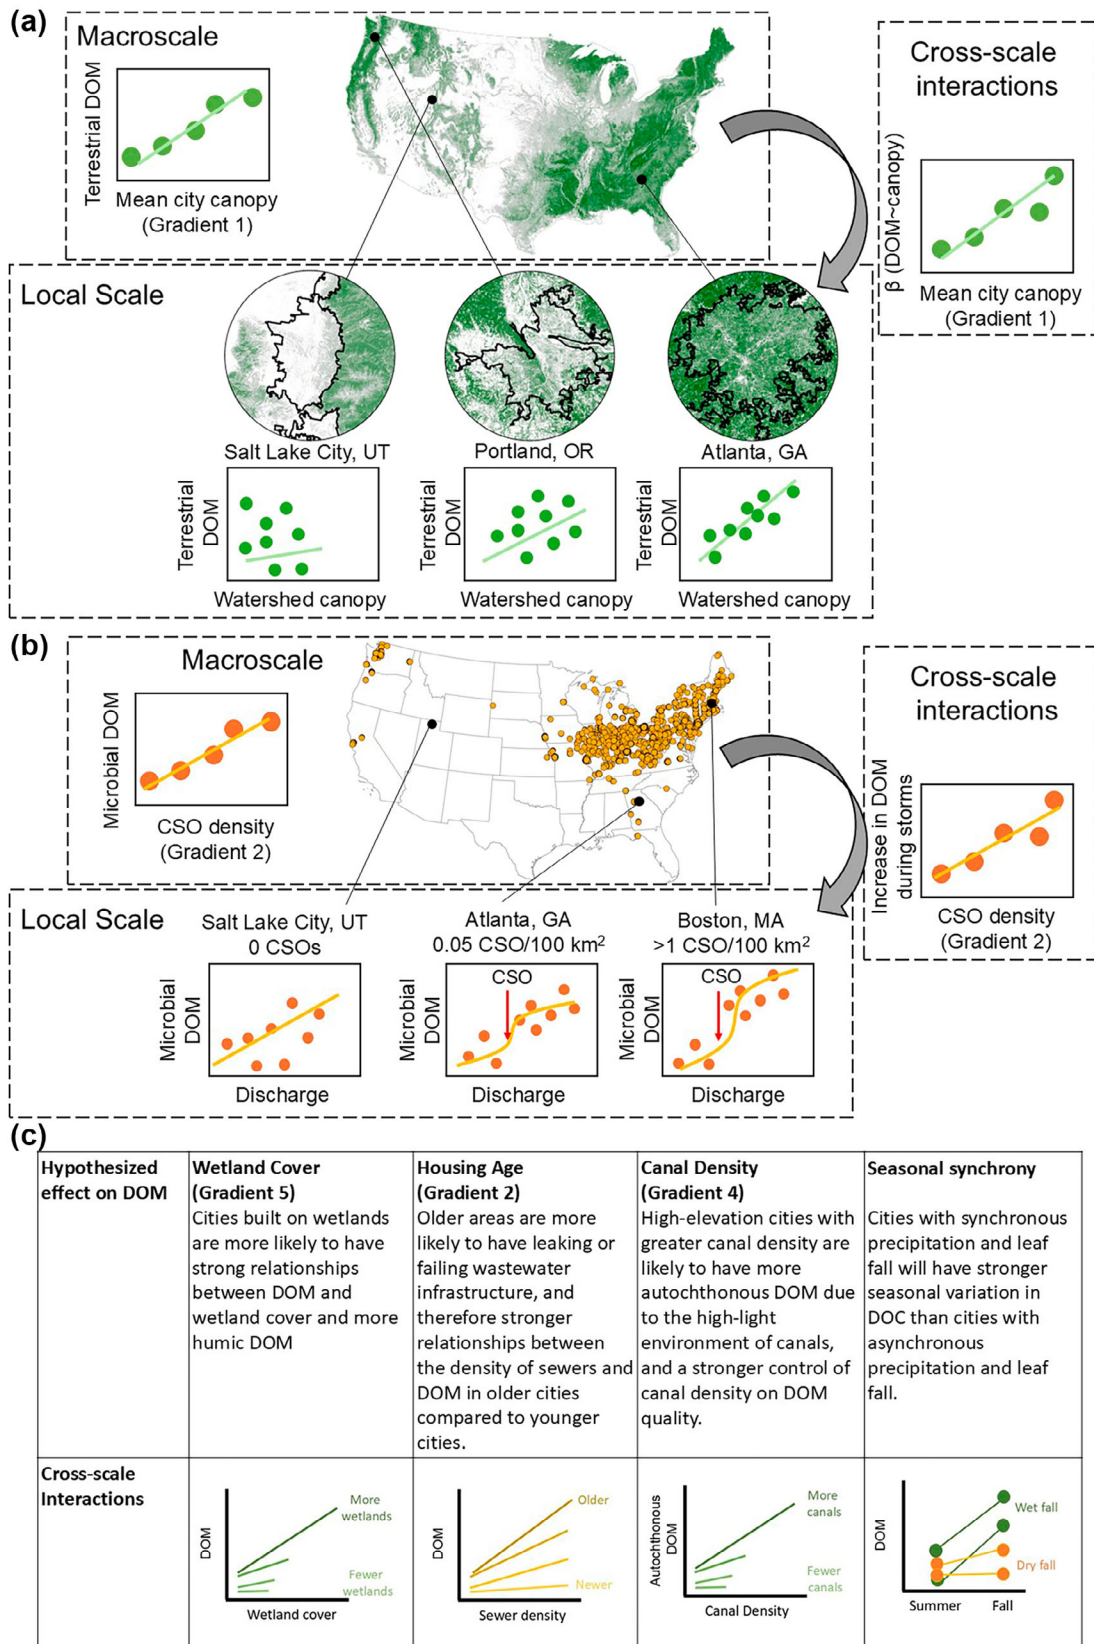 (a)
Macroscale
Terrestrial DOM
Mean city canopy
(Gradient 1)
Cross-scale
interactions
β (DOM~canopy)
Mean city canopy
(Gradient 1)
Local Scale
Salt Lake City, UT
Portland, OR
Atlanta, GA
Terrestrial
DOM
Watershed canopy
Terrestrial
DOM
Watershed canopy
Terrestrial
DOM
Watershed canopy
(b)
Macroscale
Microbial DOM
CSO density
(Gradient 2)
Cross-scale
interactions
Increase in DOM
during storms
CSO density
(Gradient 2)
Local Scale
Salt Lake City, UT
0 CSOs
Atlanta, GA
0.05 CSO/100 km²
Boston, MA
>1 CSO/100 km²
Microbial
DOM
Discharge
CSO
Microbial
DOM
Discharge
CSO
Microbial
DOM
Discharge
(c)
Hypothesized
effect on DOM
Wetland Cover
(Gradient 5)
Cities built on wetlands
are more likely to have
strong relationships
between DOM and
wetland cover and more
humic DOM
Housing Age
(Gradient 2)
Older areas are more
likely to have leaking or
failing wastewater
infrastructure, and
therefore stronger
relationships between
the density of sewers and
DOM in older cities
compared to younger
cities.
Canal Density
(Gradient 4)
High-elevation cities with
greater canal density are
likely to have more
autochthonous DOM due
to the high-light
environment of canals,
and a stronger control of
canal density on DOM
quality.
Seasonal synchrony
Cities with synchronous
precipitation and leaf
fall will have stronger
seasonal variation in
DOC than cities with
asynchronous
precipitation and leaf
fall.
Cross-scale
Interactions
DOM
More
wetlands
Fewer
wetlands
Wetland cover
DOM
Older
Newer
Sewer density
Autochthonous
DOM
More
canals
Fewer
canals
Canal Density
DOM
Wet fall
Dry fall
Summer
Fall